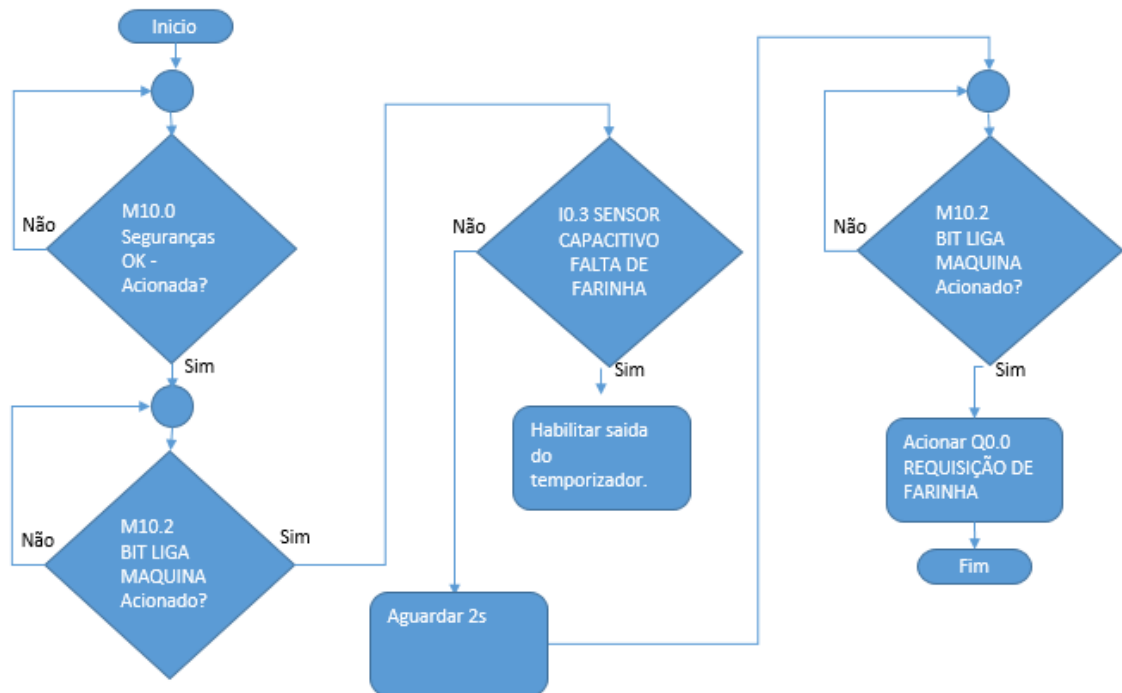 Inicio
M10.0
Seguranças
OK -
Acionada?
Não
Sim
M10.2
BIT LIGA
MAQUINA
Acionado?
Não
Sim
I0.3 SENSOR
CAPACITIVO
FALTA DE
FARINHA
Não
Sim
Habilitar saida
do
temporizador.
Aguardar 2s
M10.2
BIT LIGA
MAQUINA
Acionado?
Não
Sim
Acionar Q0.0
REQUISIÇÃO DE
FARINHA
Fim